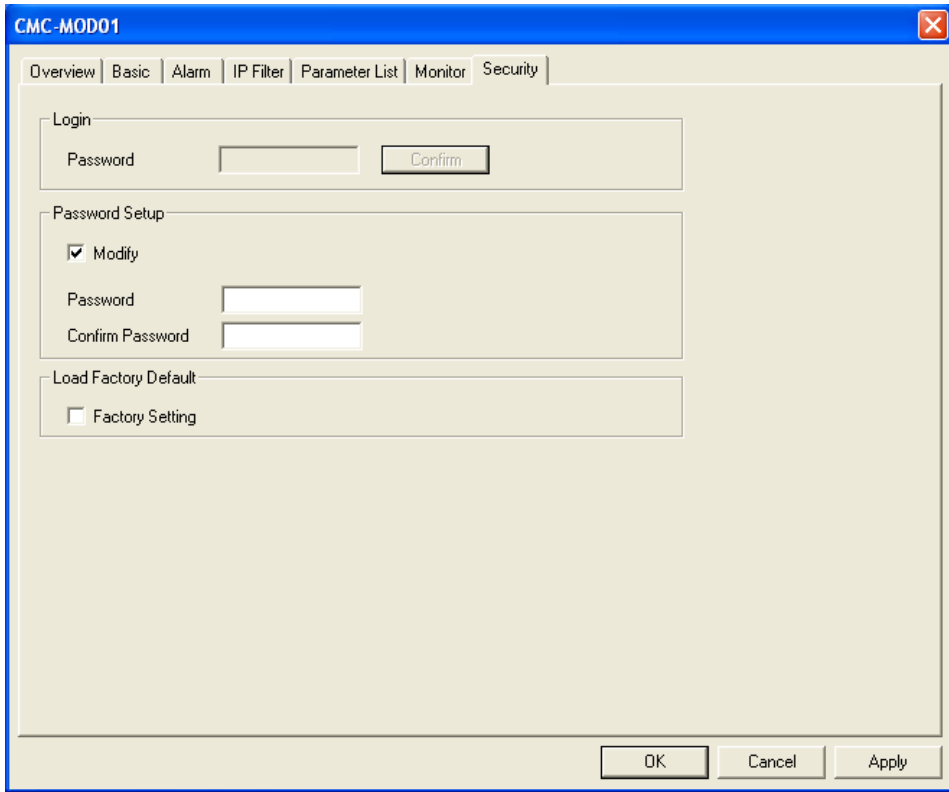 CMC-MOD01
Overview Basic Alarm IP Filter Parameter List Monitor Security
Login
Password Confirm
Password Setup
Modify
Password
Confirm Password
Load Factory Default
Factory Setting
OK Cancel Apply